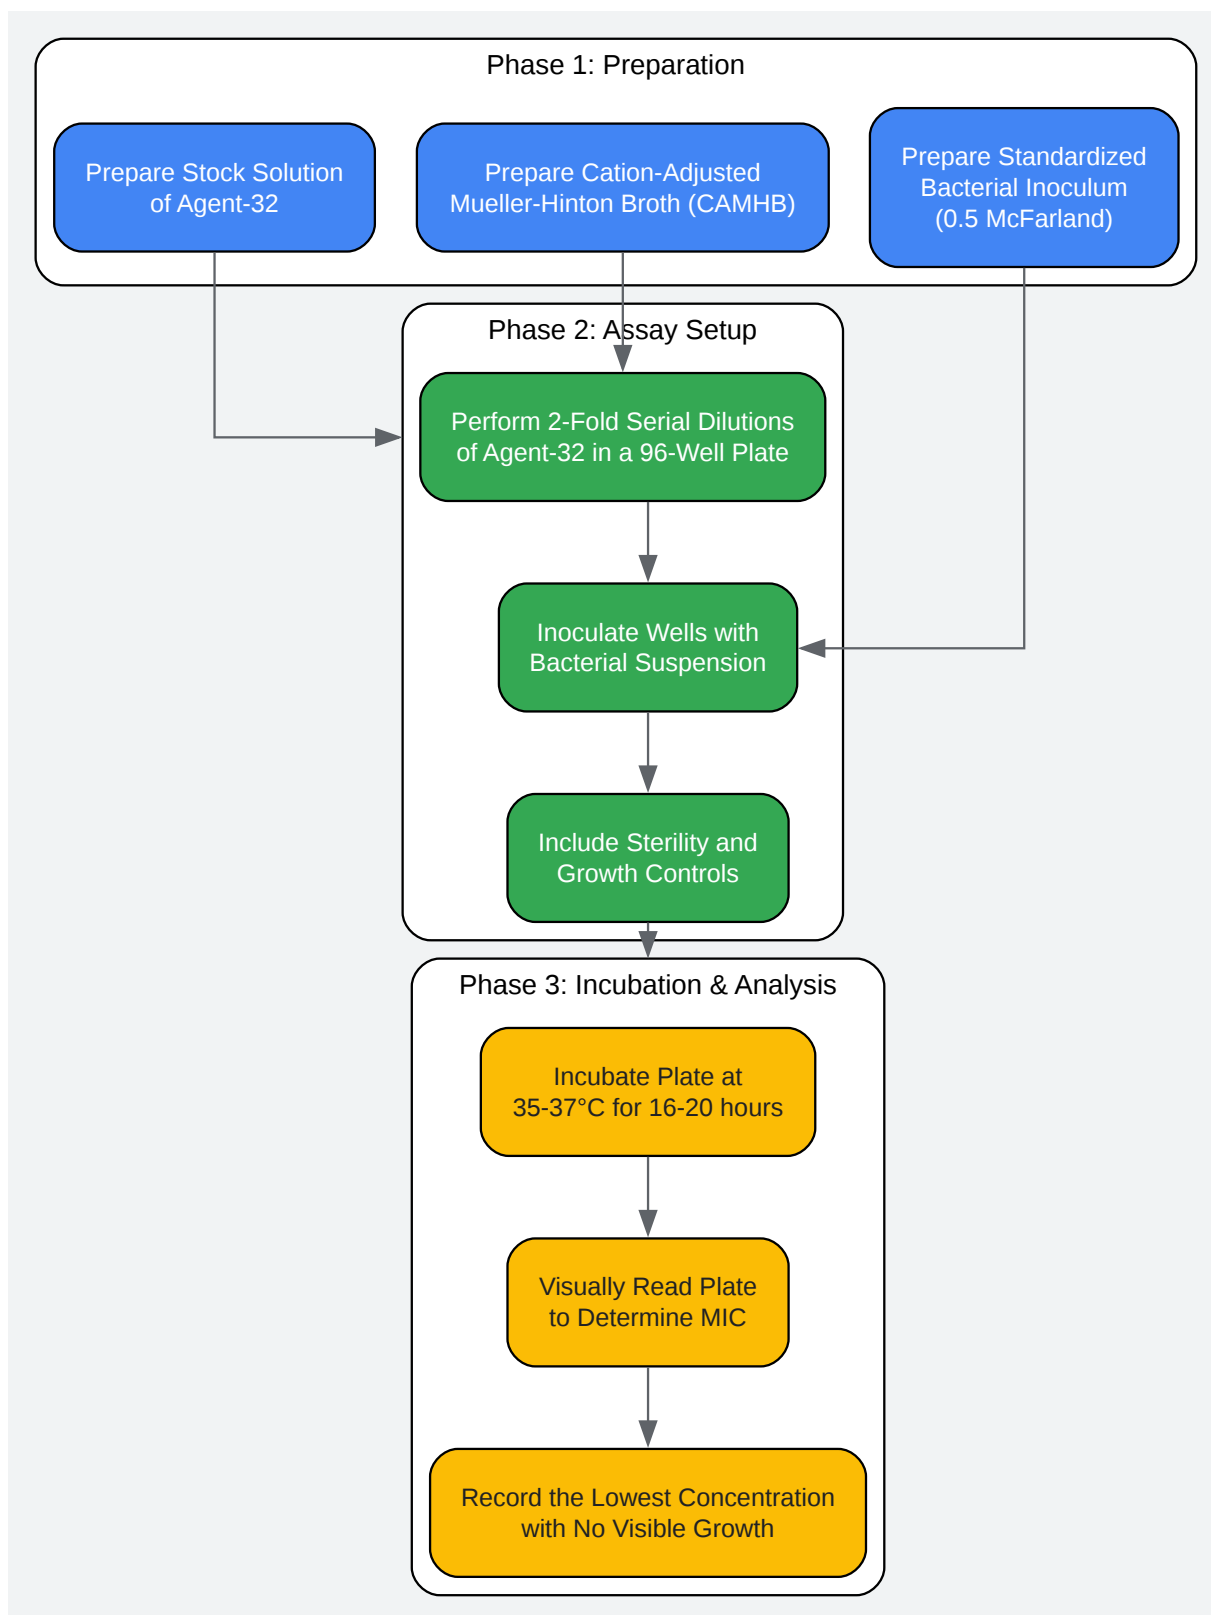 Phase 1: Preparation
Prepare Stock Solution
of Agent-32
Prepare Cation-Adjusted
Mueller-Hinton Broth (CAMHB)
Prepare Standardized
Bacterial Inoculum
(0.5 McFarland)
Phase 2: Assay Setup
Perform 2-Fold Serial Dilutions
of Agent-32 in a 96-Well Plate
Inoculate Wells with
Bacterial Suspension
Include Sterility and
Growth Controls
Phase 3: Incubation & Analysis
Incubate Plate at
35-37°C for 16-20 hours
Visually Read Plate
to Determine MIC
Record the Lowest Concentration
with No Visible Growth